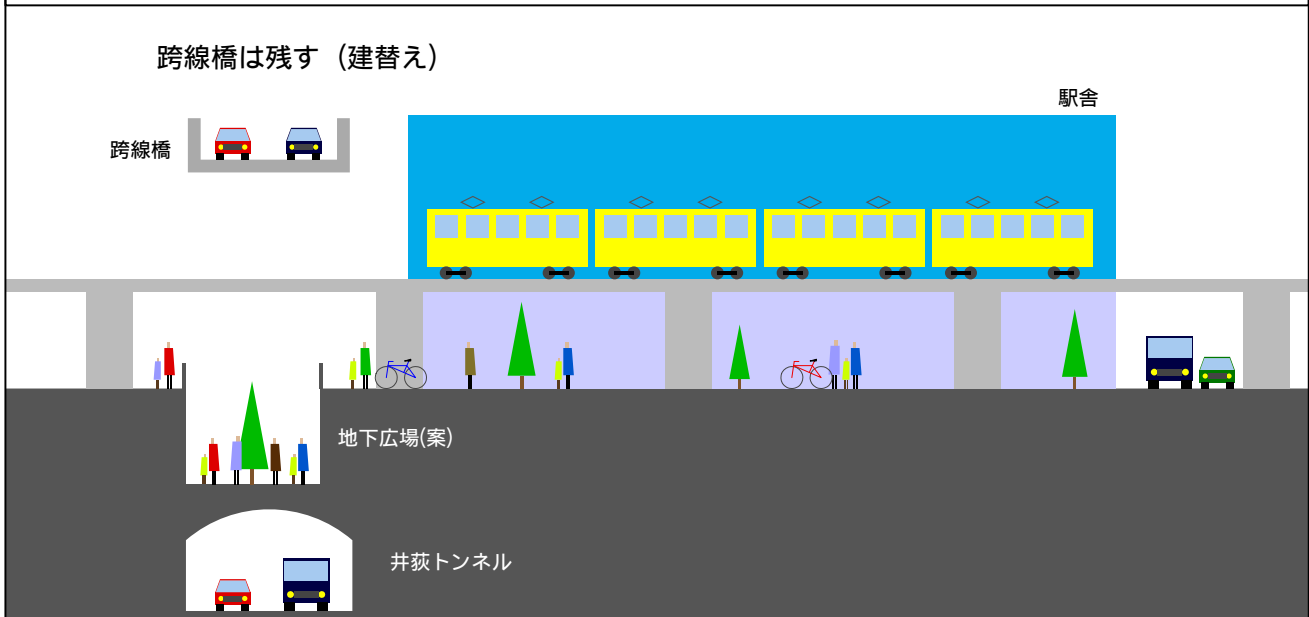 跨線橋は残す（建替え）
駅舎
跨線橋
地下広場(案)
井荻トンネル